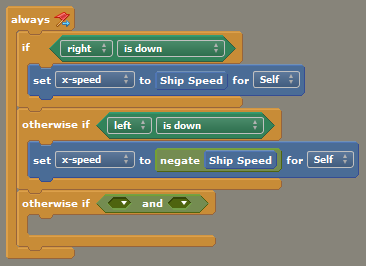 always
if right is down
set x-speed to Ship Speed for Self
otherwise if left is down
set x-speed to negate Ship Speed for Self
otherwise if and